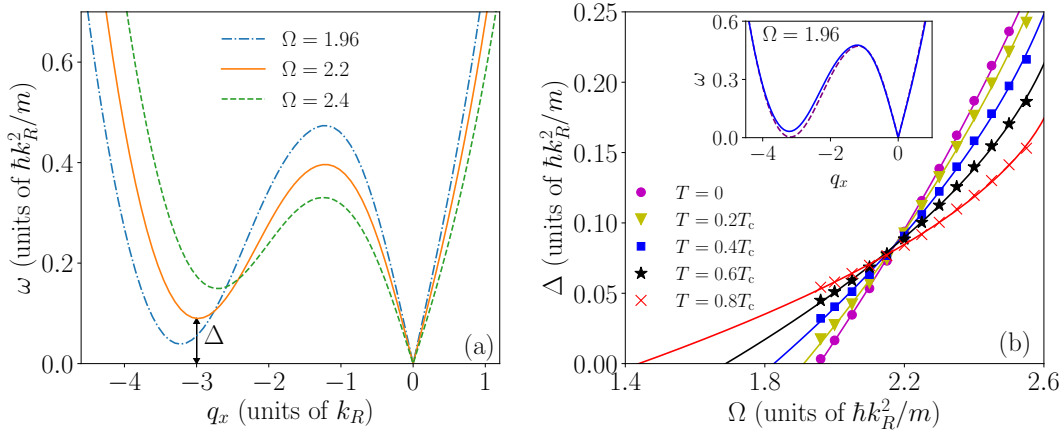 Ω = 1.96
Ω = 2.2
Ω = 2.4
0.6
0.4
0.2
0.0
ω (units of ħk_R^2/m)
Δ
(a)
−4 −3 −2 −1 0 1
q_x (units of k_R)
0.25
0.20
0.15
0.10
0.05
0.00
Δ (units of ħk_R^2/m)
Ω = 1.96
0.6
0.3
0.0
ω
−4 −2 0
q_x
T = 0
T = 0.2T_c
T = 0.4T_c
T = 0.6T_c
T = 0.8T_c
(b)
1.4 1.8 2.2 2.6
Ω (units of ħk_R^2/m)